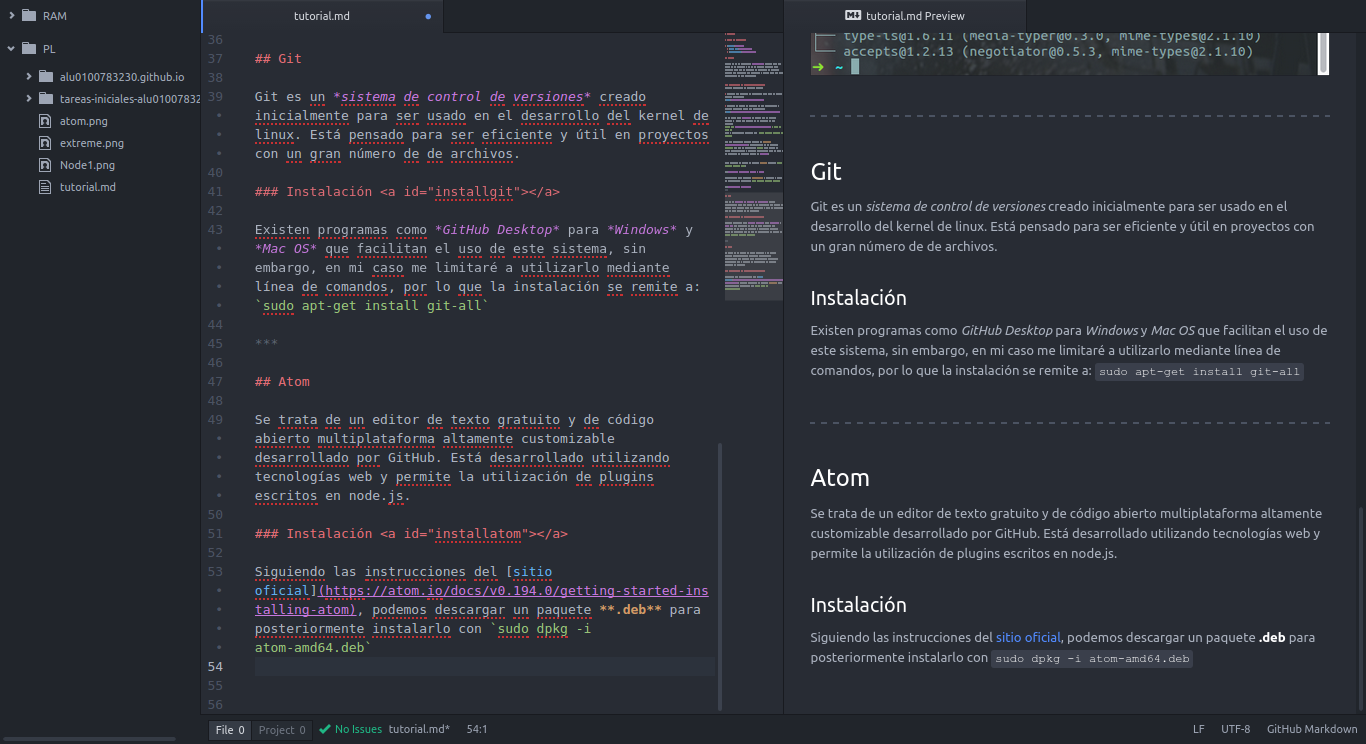 RAM
PL
alu0100783230.github.io
tareas-iniciales-alu01007832
atom.png
extreme.png
Node1.png
tutorial.md
tutorial.md
36
37 ## Git
38
39 Git es un *sistema de control de versiones* creado
inicialmente para ser usado en el desarrollo del kernel de
linux. Está pensado para ser eficiente y útil en proyectos
con un gran número de de archivos.
40
41 ### Instalación <a id="installgit"></a>
42
43 Existen programas como *GitHub Desktop* para *Windows* y
*Mac OS* que facilitan el uso de este sistema, sin
embargo, en mi caso me limitaré a utilizarlo mediante
línea de comandos, por lo que la instalación se remite a:
`sudo apt-get install git-all`
44
45 ***
46
47 ## Atom
48
49 Se trata de un editor de texto gratuito y de código
abierto multiplataforma altamente customizable
desarrollado por GitHub. Está desarrollado utilizando
tecnologías web y permite la utilización de plugins
escritos en node.js.
50
51 ### Instalación <a id="installatom"></a>
52
53 Siguiendo las instrucciones del [sitio
oficial](https://atom.io/docs/v0.194.0/getting-started-ins
talling-atom), podemos descargar un paquete **.deb** para
posteriormente instalarlo con `sudo dpkg -i
atom-amd64.deb`
54
55
56
tutorial.md Preview
type-is@1.6.11 (media-typer@0.3.0, mime-types@2.1.10)
accepts@1.2.13 (negotiator@0.5.3, mime-types@2.1.10)
➜ ~
Git
Git es un sistema de control de versiones creado inicialmente para ser usado en el
desarrollo del kernel de linux. Está pensado para ser eficiente y útil en proyectos con
un gran número de de archivos.
Instalación
Existen programas como GitHub Desktop para Windows y Mac OS que facilitan el uso de
este sistema, sin embargo, en mi caso me limitaré a utilizarlo mediante línea de
comandos, por lo que la instalación se remite a: sudo apt-get install git-all
Atom
Se trata de un editor de texto gratuito y de código abierto multiplataforma altamente
customizable desarrollado por GitHub. Está desarrollado utilizando tecnologías web y
permite la utilización de plugins escritos en node.js.
Instalación
Siguiendo las instrucciones del sitio oficial, podemos descargar un paquete .deb para
posteriormente instalarlo con sudo dpkg -i atom-amd64.deb
File 0 Project 0 No Issues tutorial.md* 54:1 LF UTF-8 GitHub Markdown